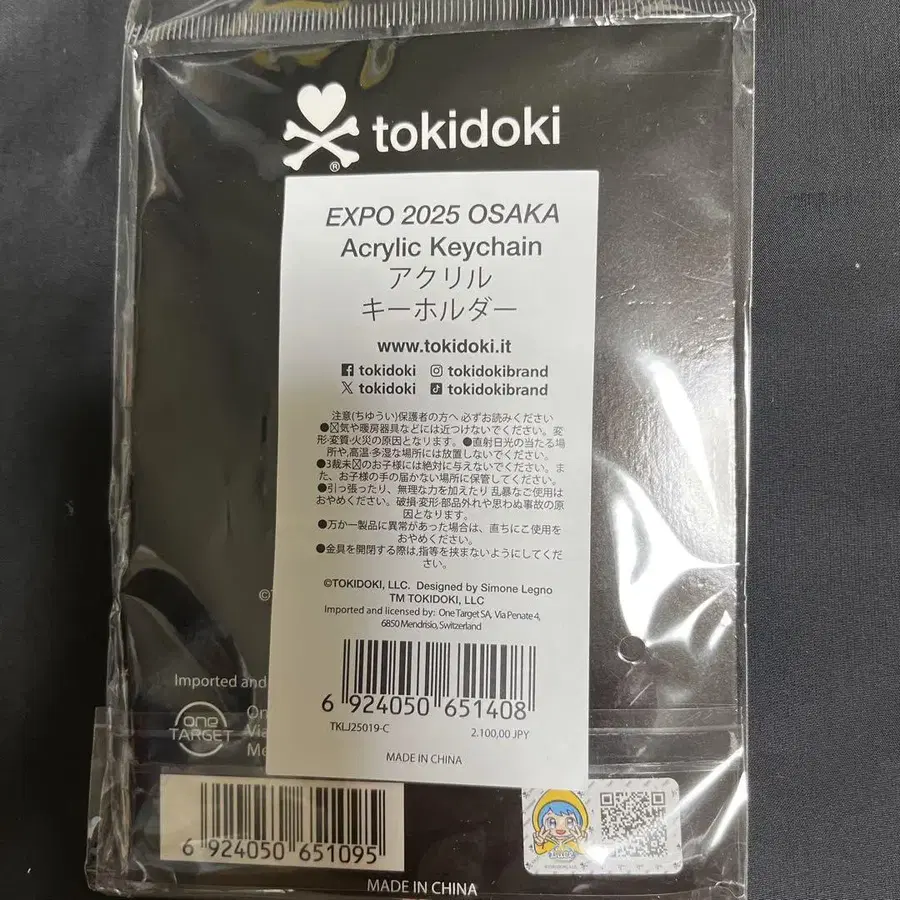 tokidoki
®
EXPO 2025 OSAKA
Acrylic Keychain
アクリル
キーホルダー
www.tokidoki.it
tokidoki tokidokibrand
tokidoki tokidokibrand
注意(ちゆうい)保護者の方へ 必ずお読みください
●☒気や暖房器具などには近つけないでください。変
形·変質·火災の原因となります。●直射日光の当たる場
所や,高温·多湿な場所には放置しないでください。
●3裁未☒のお子様には絶対に与えないでください。ま
た、お子様の手の届かない場所に保管してください。
●引っ張ったり、無理な力を加えたり 乱暴なご使用は
おやめください。破損·変形·部品外れや思わぬ事故の原
因となります。
●万か一製品に異常があった場合は、直ちにご使用を
おやめください。
●金具を開閉する際は,指等を挟まないようにしてくだ
さい。
©TOKIDOKI, LLC. Designed by Simone Legno
TM TOKIDOKI, LLC
Imported and licensed by: One Target SA, Via Penate 4,
6850 Mendrisio, Switzerland
©
6 924050 651408
TKLJ25019-C 2.100,00 JPY
MADE IN CHINA
Imported and
one
TARGET
On
Via
Me
6 924050 651095
MADE IN CHINA